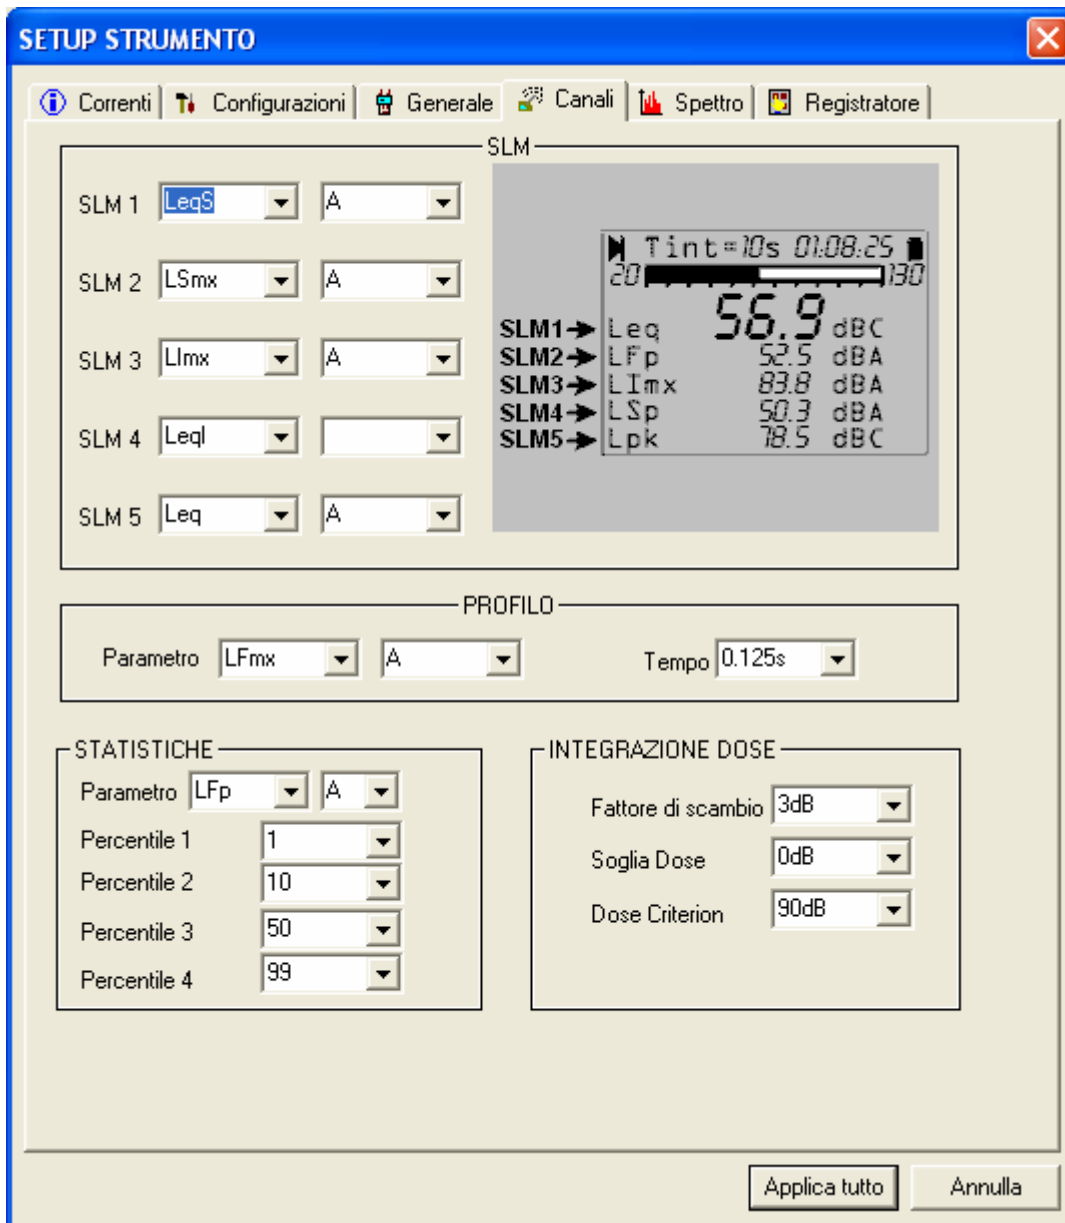 SETUP STRUMENTO
Correnti Configurazioni Generale Canali Spettro Registratore
SLM
SLM 1 LeqS A
SLM 2 LSmx A
SLM 3 LImx A
SLM 4 LeqI
SLM 5 Leq A
Tint=10s 01:08:25
20 130
SLM1 Leq 56.9 dBC
SLM2 LFp 52.5 dBA
SLM3 LImx 83.8 dBA
SLM4 LSp 50.3 dBA
SLM5 Lpk 78.5 dBC
PROFILO
Parametro LFmx A Tempo 0.125s
STATISTICHE
Parametro LFp A
Percentile 1 1
Percentile 2 10
Percentile 3 50
Percentile 4 99
INTEGRAZIONE DOSE
Fattore di scambio 3dB
Soglia Dose 0dB
Dose Criterion 90dB
Applica tutto Annulla